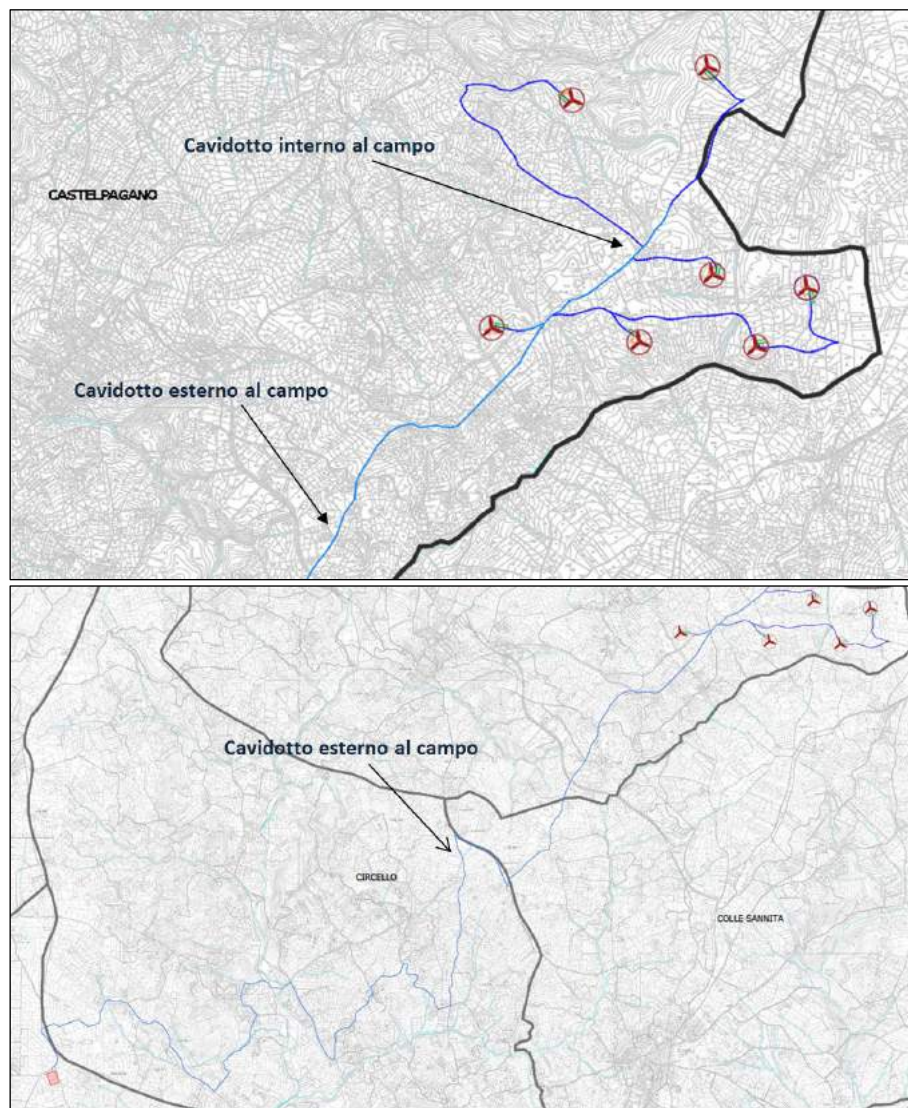 Cavidotto interno al campo
CASTELPAGANO
Cavidotto esterno al campo
Cavidotto esterno al campo
CIRCELLO
COLLE SANNITA